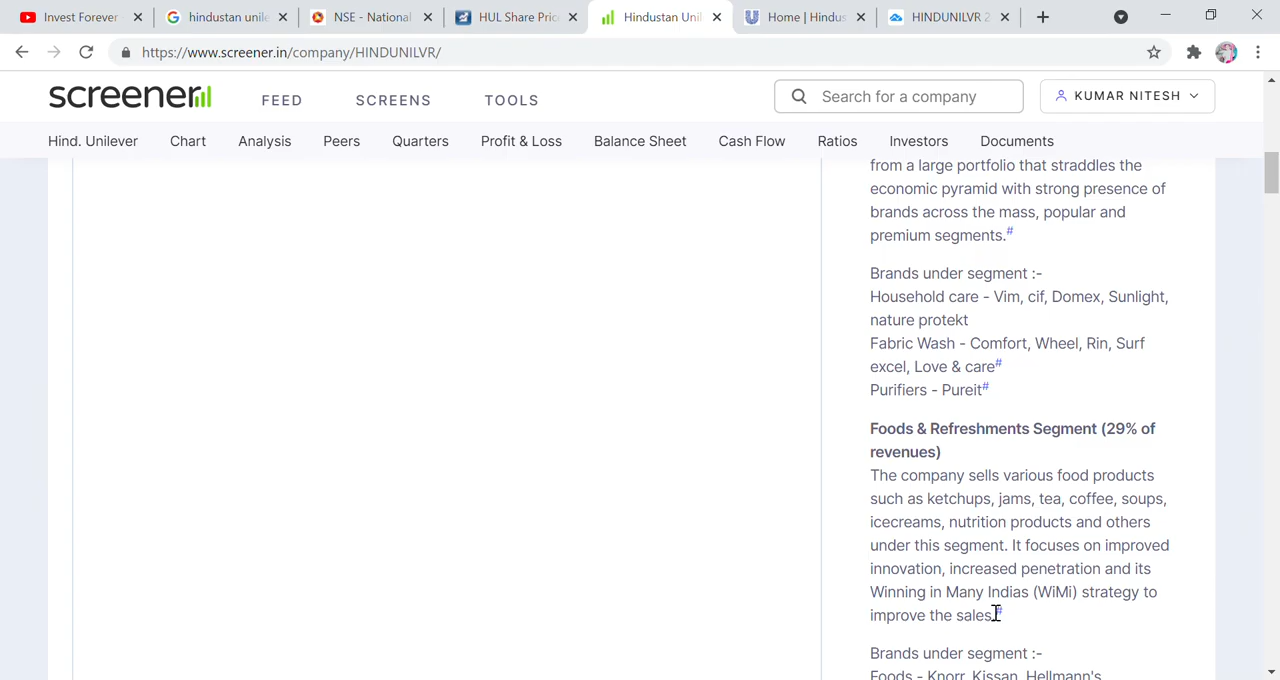 Invest Forever
hindustan unile
NSE - National
HUL Share Pric
Hindustan Unil
Home | Hindus
HINDUNILVR 2
https://www.screener.in/company/HINDUNILVR/
screener
FEED
SCREENS
TOOLS
Search for a company
KUMAR NITESH
Hind. Unilever
Chart
Analysis
Peers
Quarters
Profit & Loss
Balance Sheet
Cash Flow
Ratios
Investors
Documents
from a large portfolio that straddles the
economic pyramid with strong presence of
brands across the mass, popular and
premium segments.#
Brands under segment :-
Household care - Vim, cif, Domex, Sunlight,
nature protekt
Fabric Wash - Comfort, Wheel, Rin, Surf
excel, Love & care#
Purifiers - Pureit#
Foods & Refreshments Segment (29% of
revenues)
The company sells various food products
such as ketchups, jams, tea, coffee, soups,
icecreams, nutrition products and others
under this segment. It focuses on improved
innovation, increased penetration and its
Winning in Many Indias (WiMi) strategy to
improve the sales.#
Brands under segment :-
Foods - Knorr, Kissan, Hellmann's